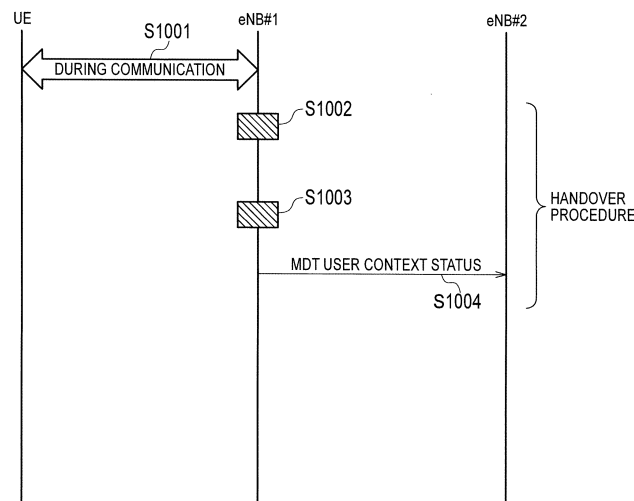 UE
eNB#1
eNB#2
S1001
DURING COMMUNICATION
S1002
S1003
HANDOVER
PROCEDURE
MDT USER CONTEXT STATUS
S1004